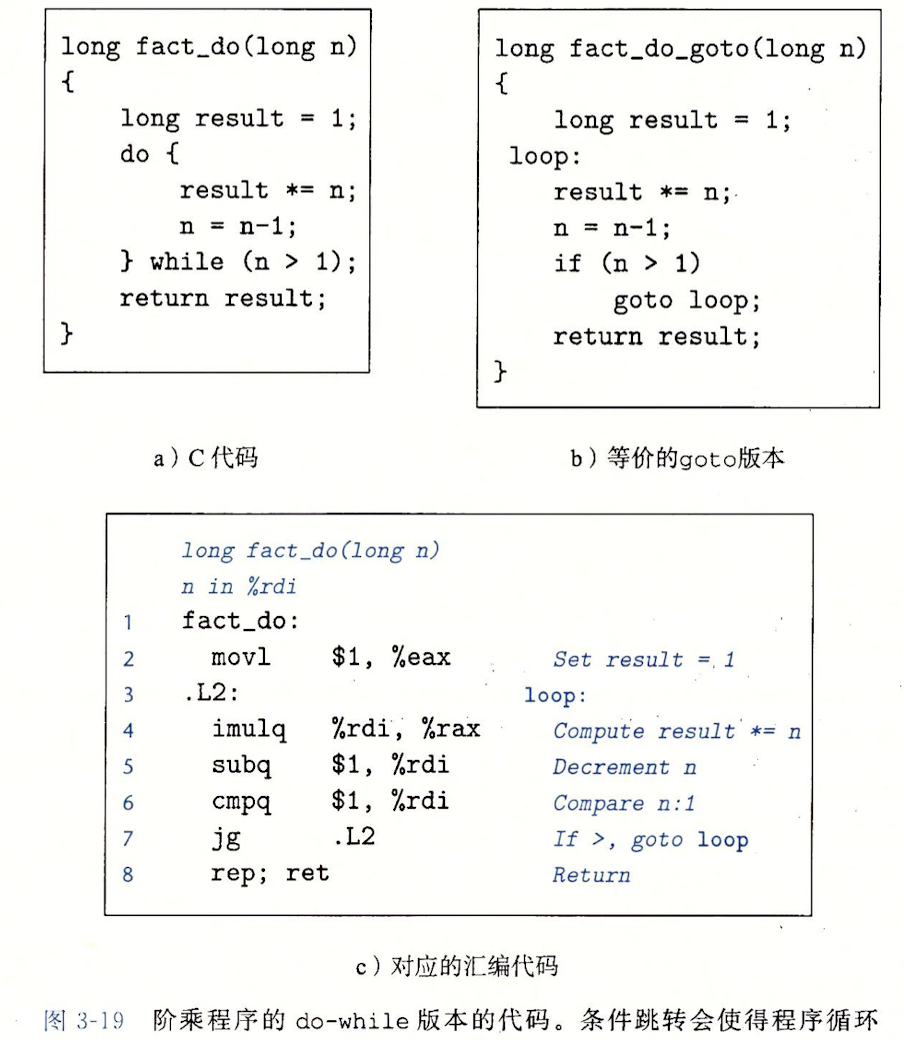 long fact_do(long n)
{
    long result = 1;
    do {
        result *= n;
        n = n-1;
    } while (n > 1);
    return result;
}
a）C代码
long fact_do_goto(long n)
{
    long result = 1;
 loop:
    result *= n;
    n = n-1;
    if (n > 1)
        goto loop;
    return result;
}
b）等价的goto版本
long fact_do(long n)
n in %rdi
1 fact_do:
2   movl    $1, %eax    Set result = 1
3 .L2:    loop:
4   imulq   %rdi, %rax    Compute result *= n
5   subq    $1, %rdi    Decrement n
6   cmpq    $1, %rdi    Compare n:1
7   jg      .L2    If >, goto loop
8   rep; ret    Return
c）对应的汇编代码
图 3-19 阶乘程序的 do-while 版本的代码。条件跳转会使得程序循环